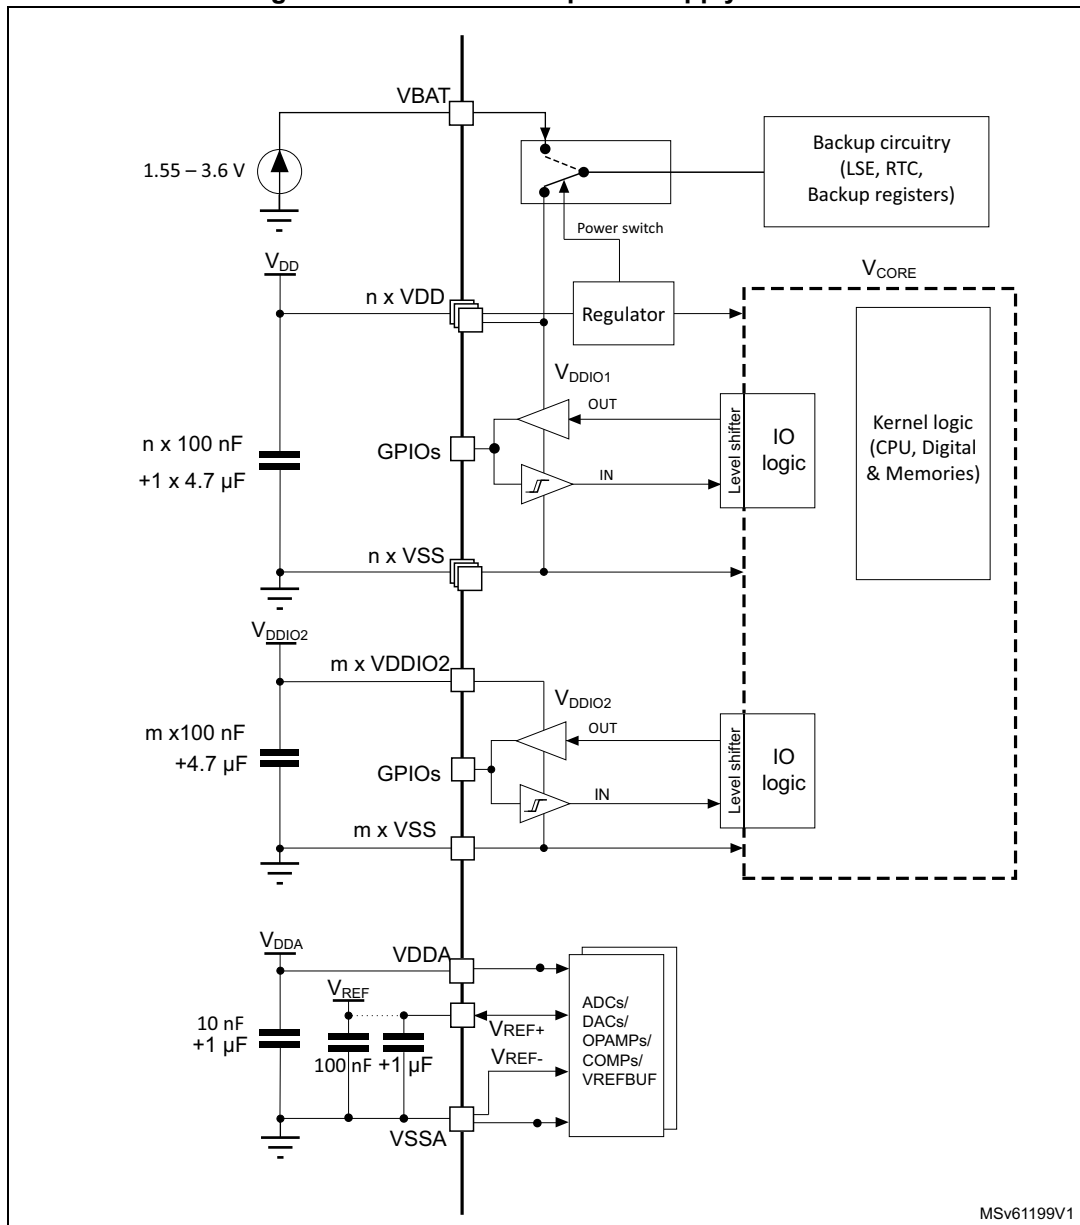 VBAT
1.55 – 3.6 V
Backup circuitry
(LSE, RTC,
Backup registers)
Power switch
VDD
n x VDD
Regulator
VCORE
VDDIO1
OUT
GPIOs
IN
Level shifter
IO
logic
Kernel logic
(CPU, Digital
& Memories)
n x 100 nF
+1 x 4.7 µF
n x VSS
VDDIO2
m x VDDIO2
VDDIO2
OUT
GPIOs
IN
Level shifter
IO
logic
m x100 nF
+4.7 µF
m x VSS
VDDA
VDDA
VREF
10 nF
+1 µF
100 nF
+1 µF
VREF+
VREF-
ADCs/
DACs/
OPAMPs/
COMPs/
VREFBUF
VSSA
MSv61199V1